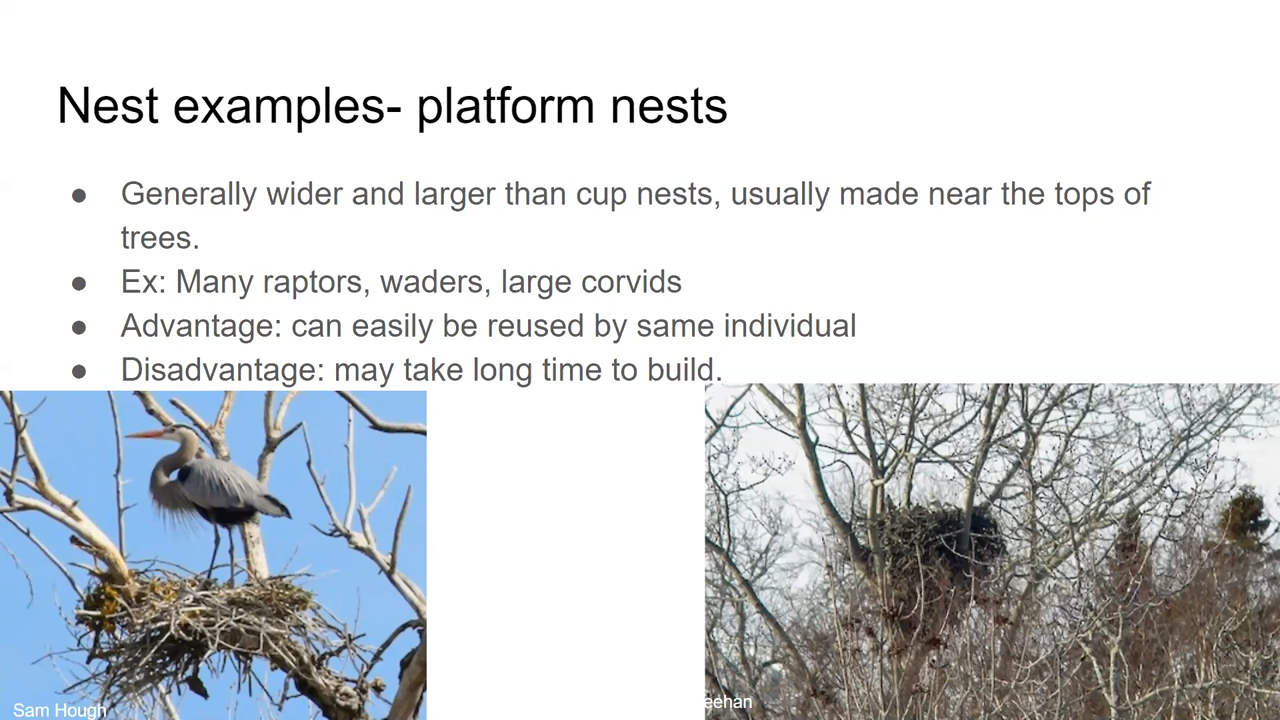 Nest examples- platform nests
● Generally wider and larger than cup nests, usually made near the tops of
trees.
● Ex: Many raptors, waders, large corvids
● Advantage: can easily be reused by same individual
● Disadvantage: may take long time to build.
Sam Hough